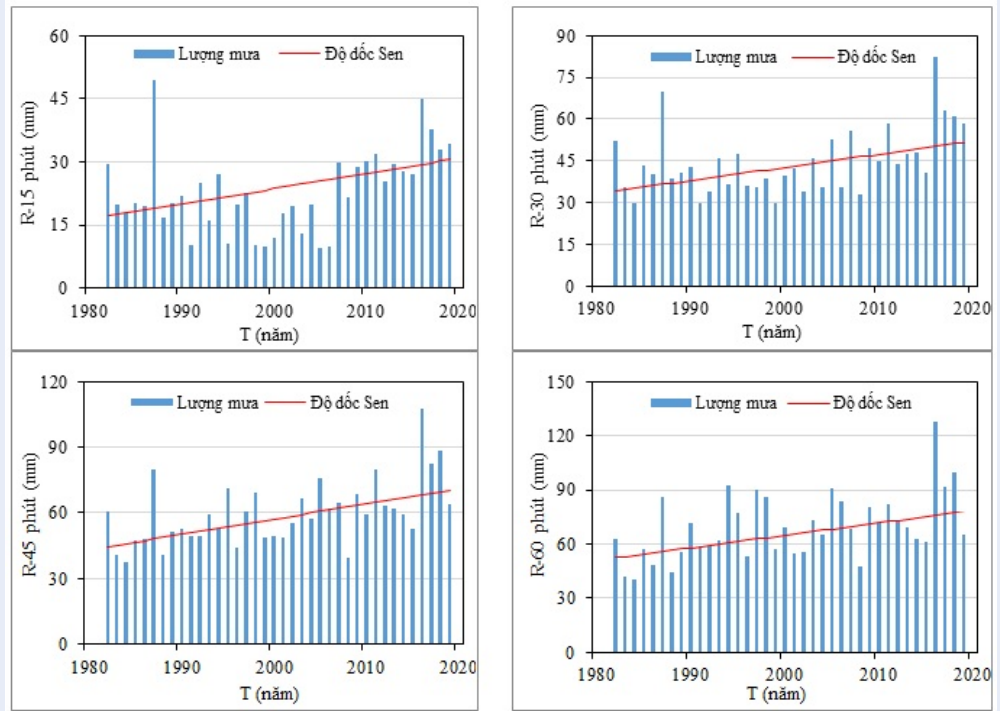 60
45
30
15
0
R-15 phút (mm)
Lượng mưa Độ dốc Sen
1980 1990 2000 2010 2020
T (năm)
90
75
60
45
30
15
0
R-30 phút (mm)
Lượng mưa Độ dốc Sen
1980 1990 2000 2010 2020
T (năm)
120
90
60
30
0
R-45 phút (mm)
Lượng mưa Độ dốc Sen
1980 1990 2000 2010 2020
T (năm)
150
120
90
60
30
0
R-60 phút (mm)
Lượng mưa Độ dốc Sen
1980 1990 2000 2010 2020
T (năm)